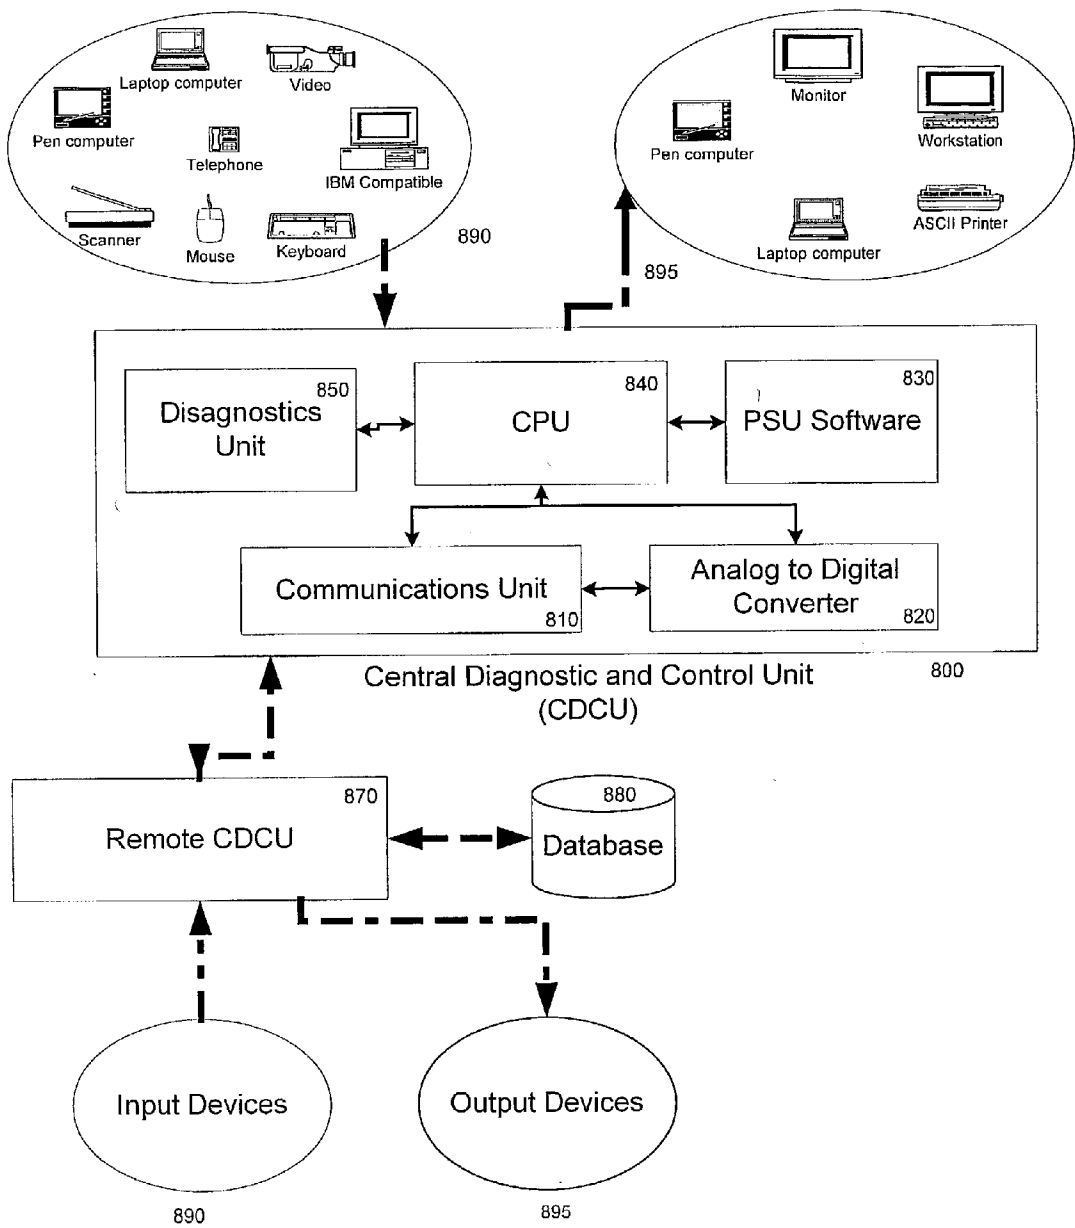 Laptop computer
Video
Pen computer
Telephone
IBM Compatible
Scanner
Mouse
Keyboard
890
Monitor
Pen computer
Workstation
Laptop computer
ASCII Printer
895
850
Disagnostics
Unit
840
CPU
830
PSU Software
Communications Unit
810
Analog to Digital
Converter
820
Central Diagnostic and Control Unit
(CDCU)
800
870
Remote CDCU
880
Database
Input Devices
890
Output Devices
895